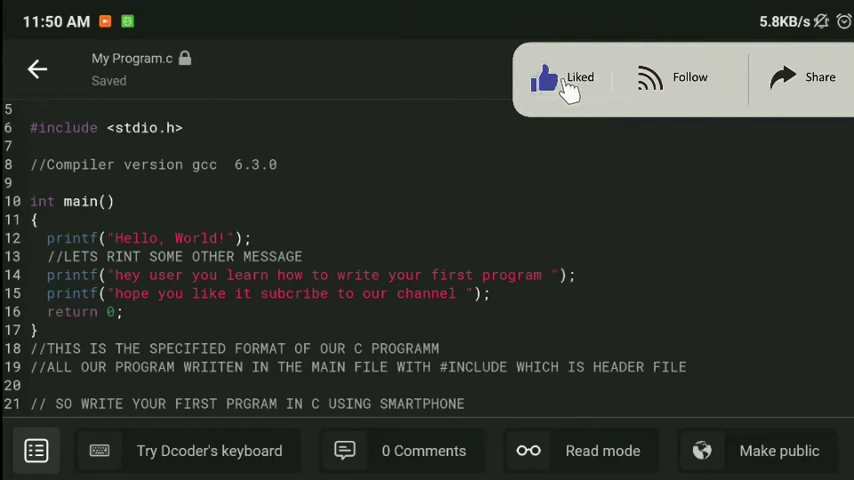 11:50 AM
5.8KB/s
My Program.c
Saved
Liked
Follow
Share
5
6 #include <stdio.h>
7
8 //Compiler version gcc  6.3.0
9
10 int main()
11 {
12 printf("Hello, World!");
13 //LETS RINT SOME OTHER MESSAGE
14 printf("hey user you learn how to write your first program ");
15 printf("hope you like it subcribe to our channel ");
16 return 0;
17 }
18 //THIS IS THE SPECIFIED FORMAT OF OUR C PROGRAMM
19 //ALL OUR PROGRAM WRIITEN IN THE MAIN FILE WITH #INCLUDE WHICH IS HEADER FILE
20
21 // SO WRITE YOUR FIRST PRGRAM IN C USING SMARTPHONE
Try Dcoder's keyboard
0 Comments
Read mode
Make public